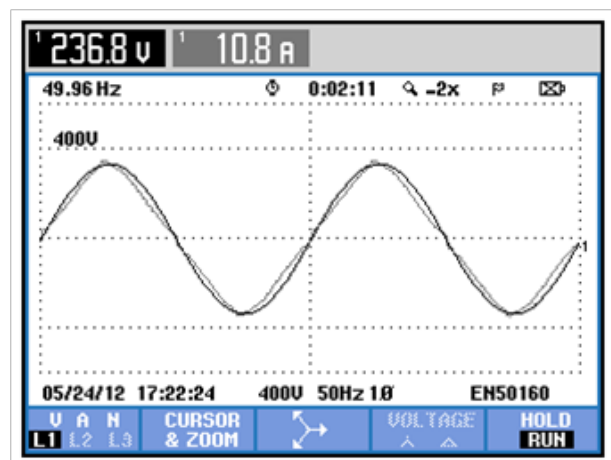 1 236.8 V 1 10.8 A
49.96 Hz 0:02:11 -2x
400V
1
05/24/12 17:22:24 400V 50Hz 1Ø EN50160
V A N CURSOR VOLTAGE HOLD
L1 L2 L3 & ZOOM RUN